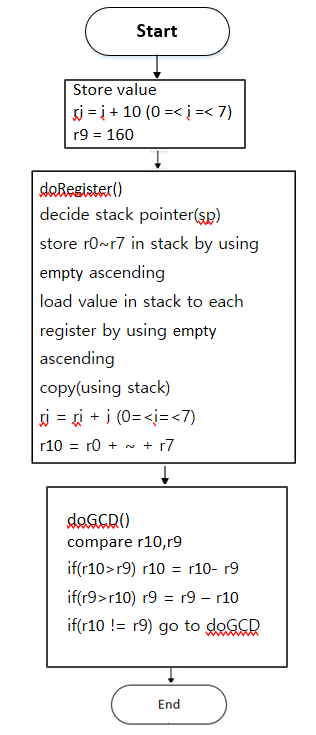 Start
Store value
ri = i + 10 (0 =< i =< 7)
r9 = 160
doRegister()
decide stack pointer(sp)
store r0~r7 in stack by using
empty ascending
load value in stack to each
register by using empty
ascending
copy(using stack)
ri = ri + i (0=<i=<7)
r10 = r0 + ~ + r7
doGCD()
compare r10,r9
if(r10>r9) r10 = r10- r9
if(r9>r10) r9 = r9 – r10
if(r10 != r9) go to doGCD
End